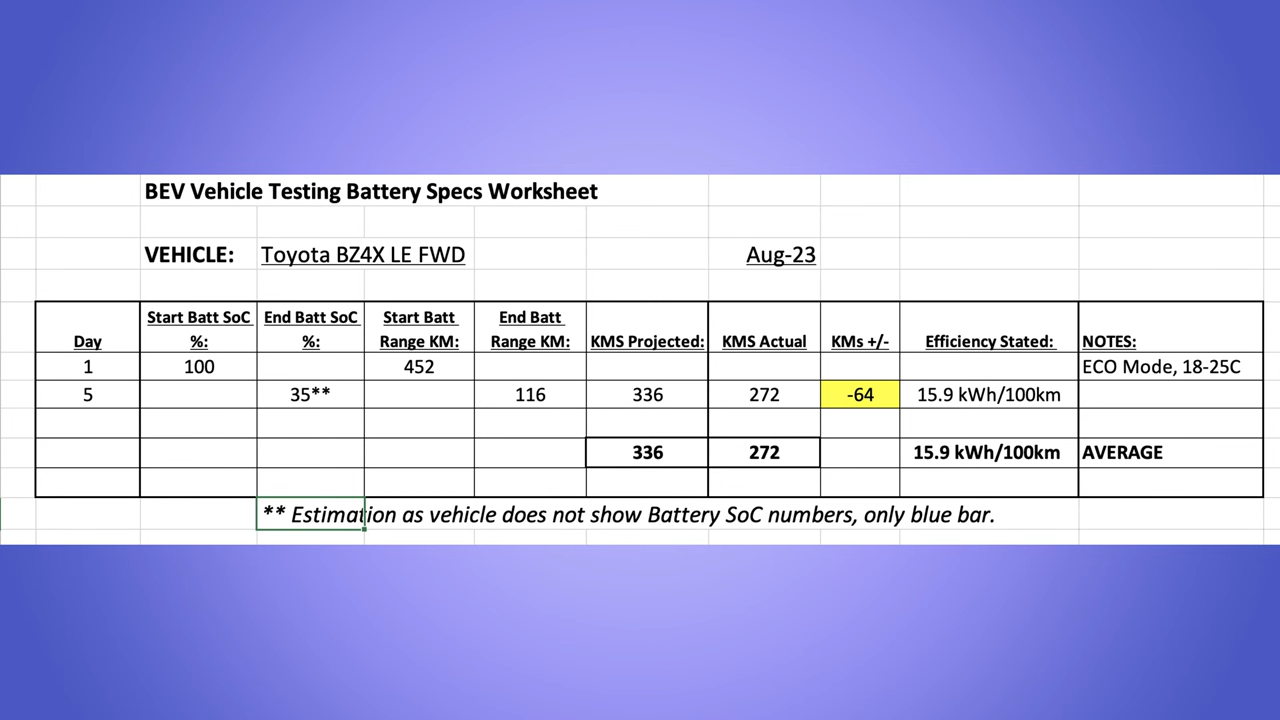 BEV Vehicle Testing Battery Specs Worksheet
VEHICLE: Toyota BZ4X LE FWD Aug-23
Start Batt SoC End Batt SoC Start Batt End Batt
Day %: %: Range KM: Range KM: KMS Projected: KMS Actual KMs +/- Efficiency Stated: NOTES:
1 100 452 ECO Mode, 18-25C
5 35** 116 336 272 -64 15.9 kWh/100km
336 272 15.9 kWh/100km AVERAGE
** Estimation as vehicle does not show Battery SoC numbers, only blue bar.